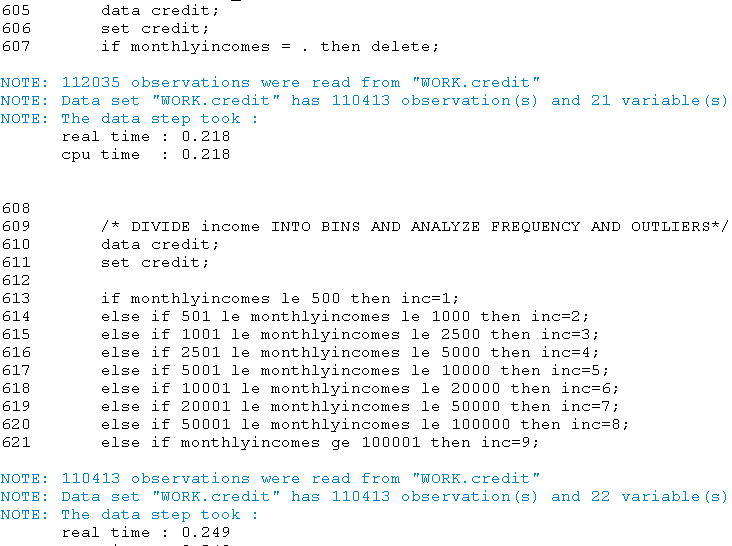 605 data credit;
606 set credit;
607 if monthlyincomes = . then delete;
NOTE: 112035 observations were read from "WORK.credit"
NOTE: Data set "WORK.credit" has 110413 observation(s) and 21 variable(s)
NOTE: The data step took :
real time : 0.218
cpu time : 0.218
608
609 /* DIVIDE income INTO BINS AND ANALYZE FREQUENCY AND OUTLIERS*/
610 data credit;
611 set credit;
612
613 if monthlyincomes le 500 then inc=1;
614 else if 501 le monthlyincomes le 1000 then inc=2;
615 else if 1001 le monthlyincomes le 2500 then inc=3;
616 else if 2501 le monthlyincomes le 5000 then inc=4;
617 else if 5001 le monthlyincomes le 10000 then inc=5;
618 else if 10001 le monthlyincomes le 20000 then inc=6;
619 else if 20001 le monthlyincomes le 50000 then inc=7;
620 else if 50001 le monthlyincomes le 100000 then inc=8;
621 else if monthlyincomes ge 100001 then inc=9;
NOTE: 110413 observations were read from "WORK.credit"
NOTE: Data set "WORK.credit" has 110413 observation(s) and 22 variable(s)
NOTE: The data step took :
real time : 0.249